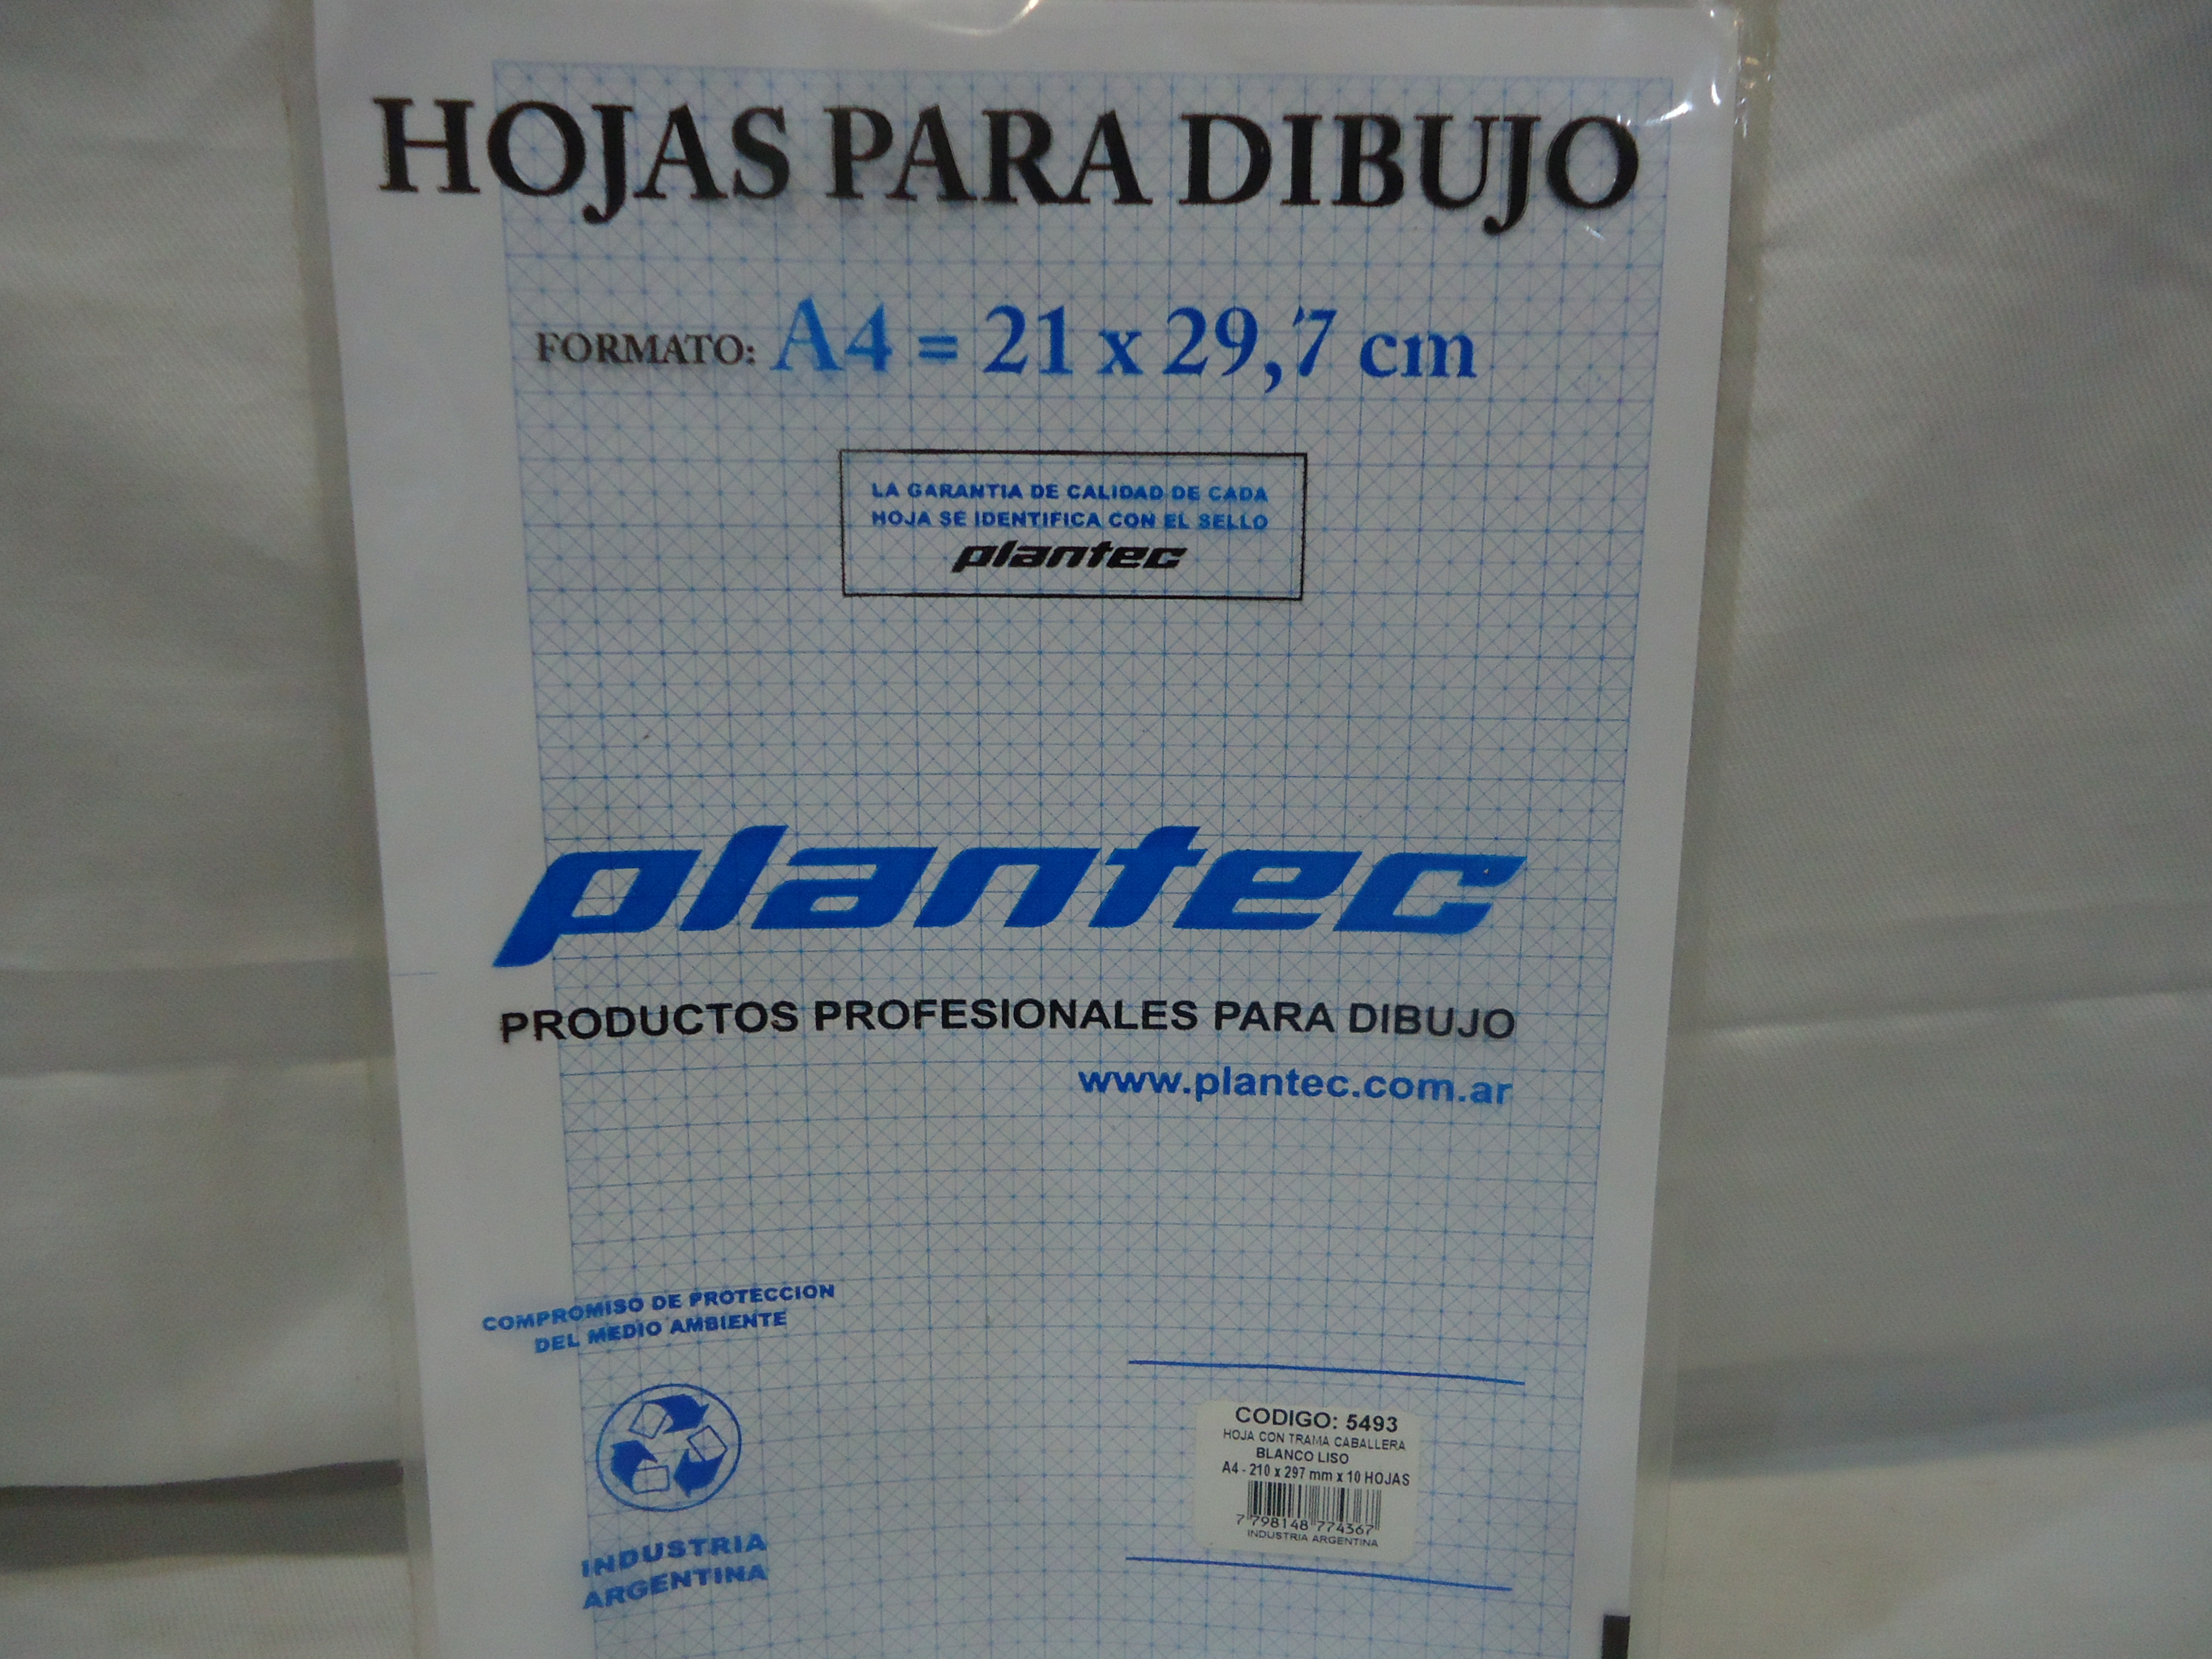 HOJAS PARA DIBUJO
FORMATO: A4 = 21 x 29,7 cm
LA GARANTIA DE CALIDAD DE CADA
HOJA SE IDENTIFICA CON EL SELLO
plantec
plantec
PRODUCTOS PROFESIONALES PARA DIBUJO
www.plantec.com.ar
COMPROMISO DE PROTECCION
DEL MEDIO AMBIENTE
INDUSTRIA
ARGENTINA
CODIGO: 5493
HOJA CON TRAMA CABALLERA
BLANCO LISO
A4 - 210 x 297 mm x 10 HOJAS
7 798148 774367
INDUSTRIA ARGENTINA